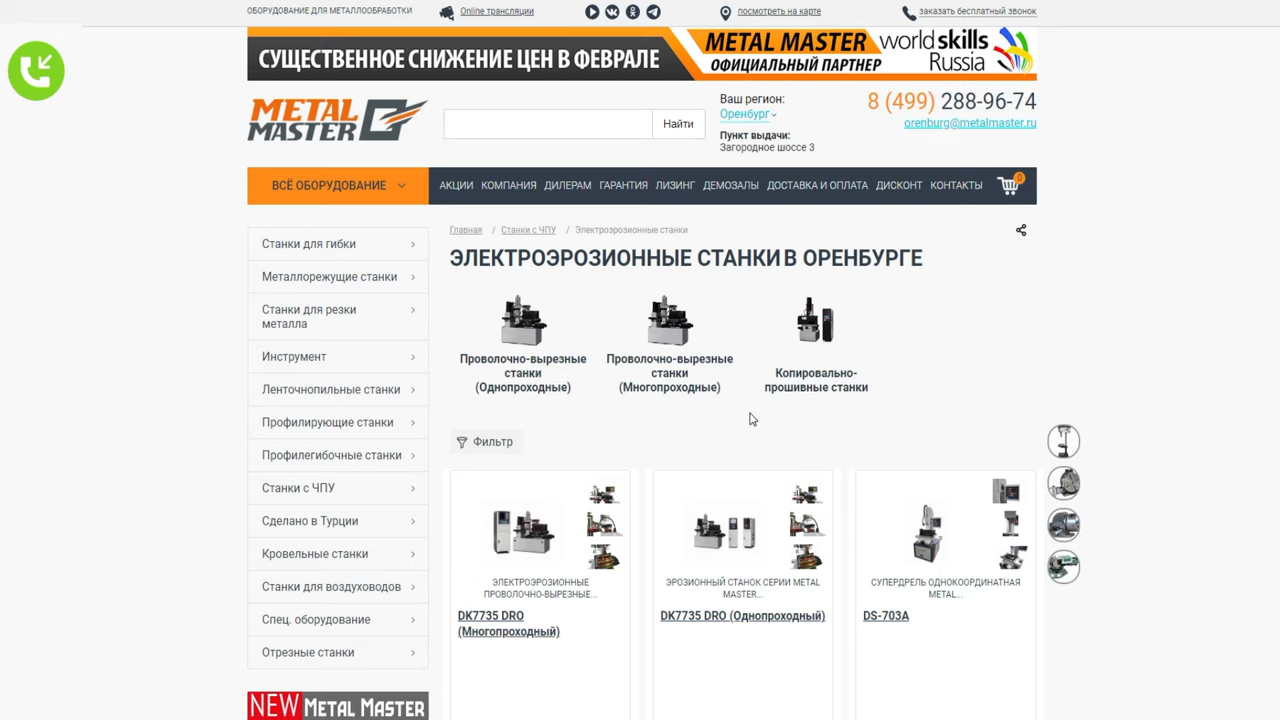 ОБОРУДОВАНИЕ ДЛЯ МЕТАЛЛООБРАБОТКИ
Online трансляции
посмотреть на карте
заказать бесплатный звонок
СУЩЕСТВЕННОЕ СНИЖЕНИЕ ЦЕН В ФЕВРАЛЕ
METAL MASTER
ОФИЦИАЛЬНЫЙ ПАРТНЕР
worldskills
Russia
METAL
MASTER
Найти
Ваш регион:
Оренбург
Пункт выдачи:
Загородное шоссе 3
8 (499) 288-96-74
orenburg@metalmaster.ru
ВСЁ ОБОРУДОВАНИЕ
АКЦИИ КОМПАНИЯ ДИЛЕРАМ ГАРАНТИЯ ЛИЗИНГ ДЕМОЗАЛЫ ДОСТАВКА И ОПЛАТА ДИСКОНТ КОНТАКТЫ
0
Станки для гибки
Металлорежущие станки
Станки для резки
металла
Инструмент
Ленточнопильные станки
Профилирующие станки
Профилегибочные станки
Станки с ЧПУ
Сделано в Турции
Кровельные станки
Станки для воздуховодов
Спец. оборудование
Отрезные станки
NEW METAL MASTER
Главная / Станки с ЧПУ / Электроэрозионные станки
ЭЛЕКТРОЭРОЗИОННЫЕ СТАНКИ В ОРЕНБУРГЕ
Проволочно-вырезные
станки
(Однопроходные)
Проволочно-вырезные
станки
(Многопроходные)
Копировально-
прошивные станки
Фильтр
ЭЛЕКТРОЭРОЗИОННЫЕ
ПРОВОЛОЧНО-ВЫРЕЗНЫЕ...
DK7735 DRO
(Многопроходный)
ЭРОЗИОННЫЙ СТАНОК СЕРИИ METAL
MASTER...
DK7735 DRO (Однопроходный)
СУПЕРДРЕЛЬ ОДНОКООРДИНАТНАЯ
METAL...
DS-703A